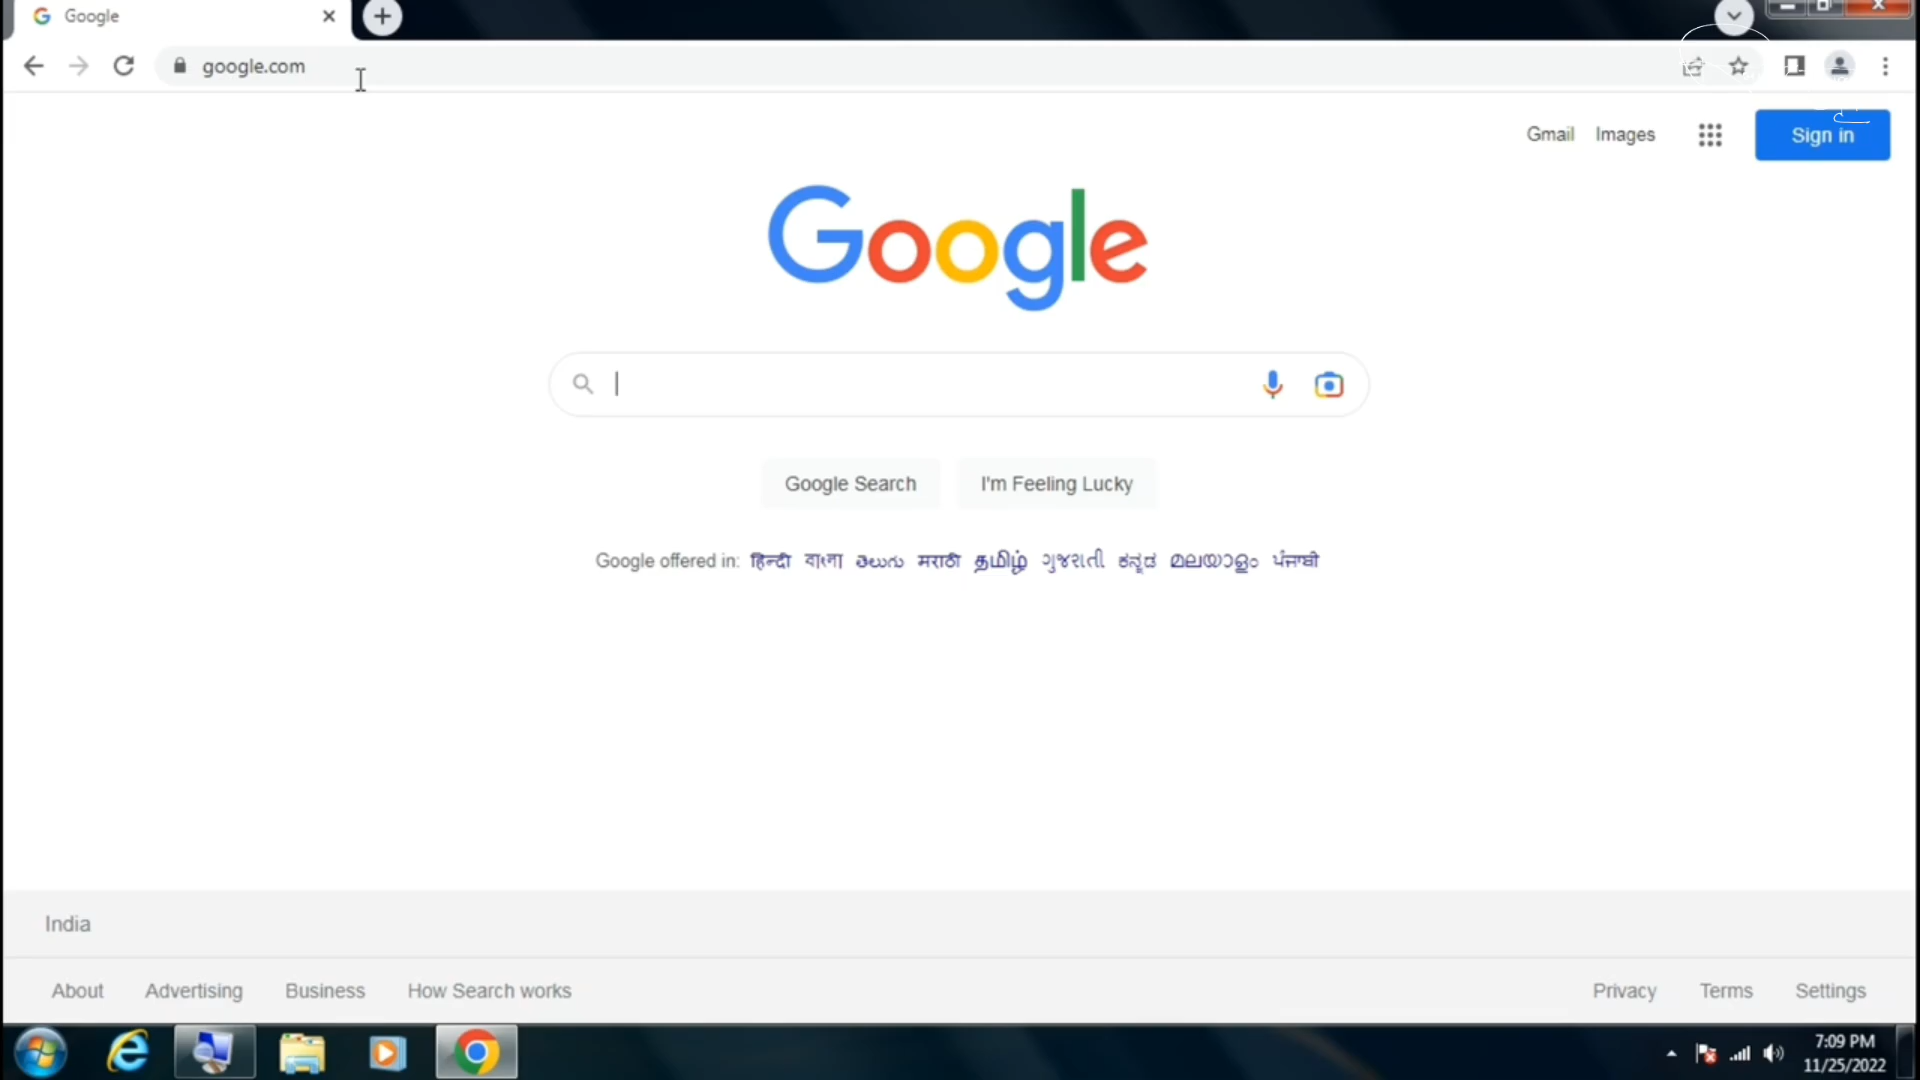 Google
google.com
Gmail Images Sign in
Google
Google Search I'm Feeling Lucky
Google offered in: हिन्दी বাংলা తెలుగు मराठी தமிழ் ગુજરાતી ಕನ್ನಡ മലയാളം ਪੰਜਾਬੀ
India
About Advertising Business How Search works Privacy Terms Settings
7:09 PM
11/25/2022